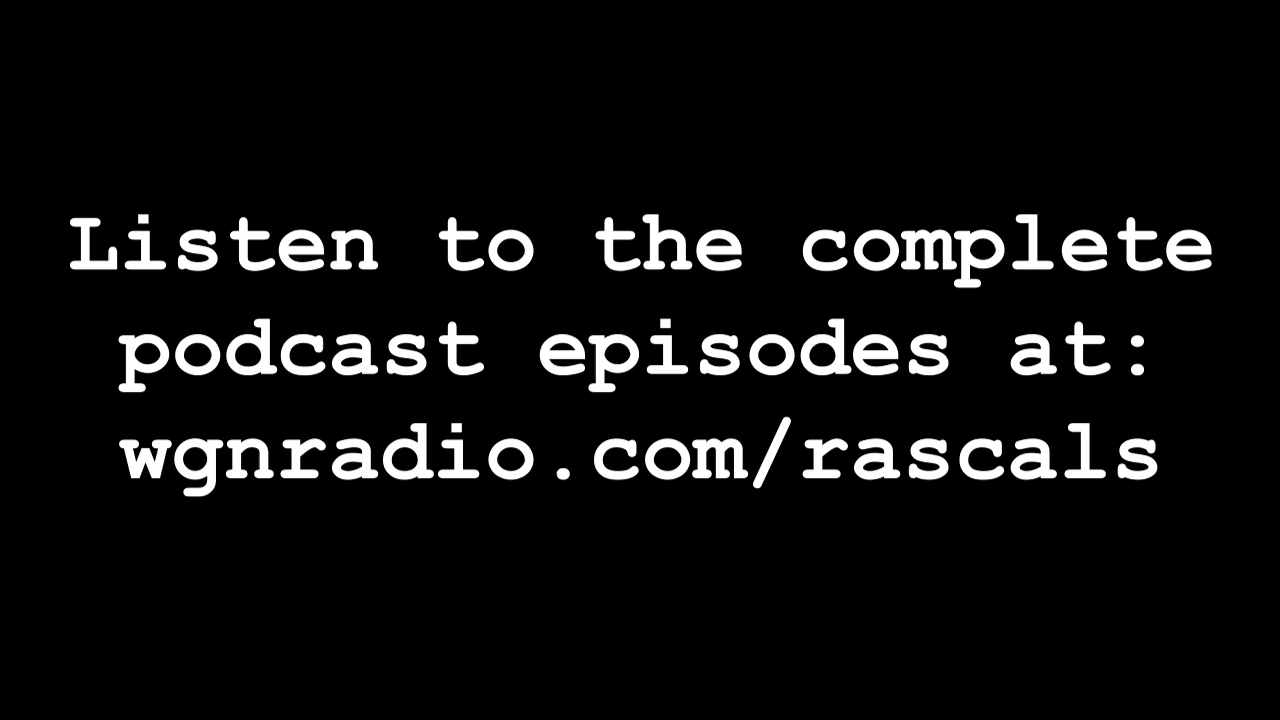 Listen to the complete
podcast episodes at:
wgnradio.com/rascals